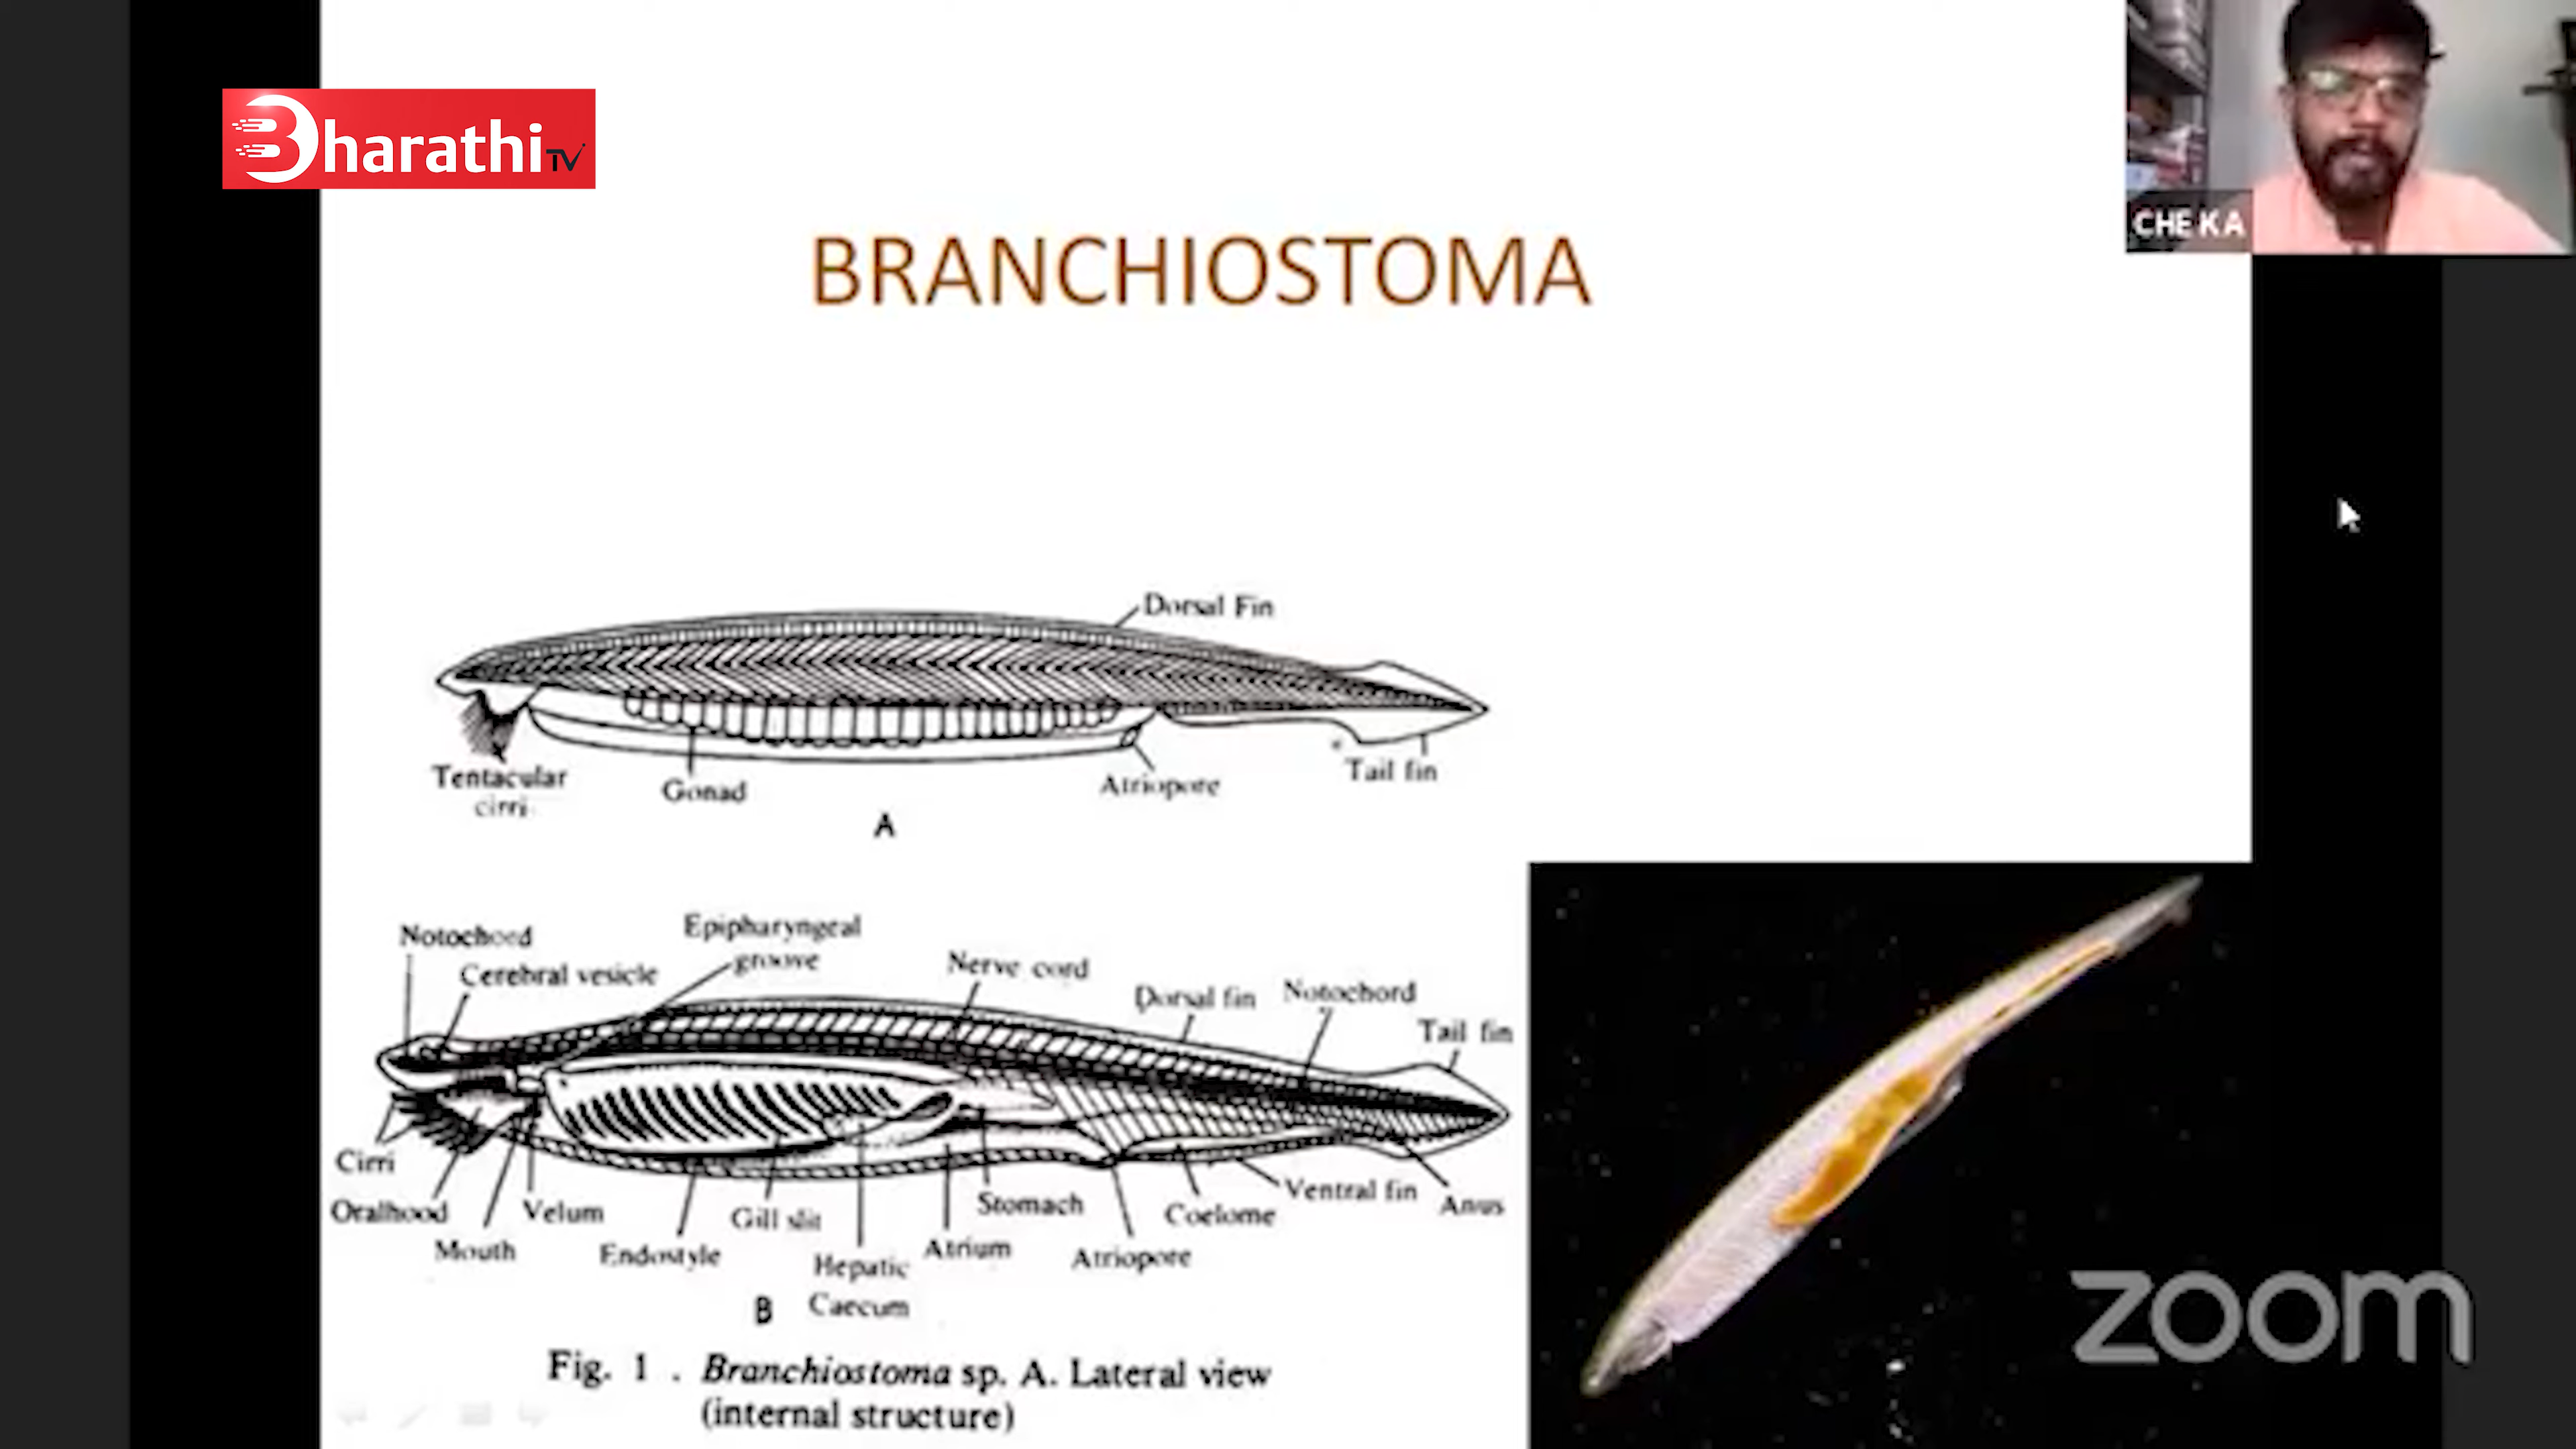 Bharathi TV
CHE K A
BRANCHIOSTOMA
Dorsal Fin
Tentacular
cirri
Gonad
Atriopore
Tail fin
A
Notochord
Cerebral vesicle
Epipharyngeal
groove
Nerve cord
Dorsal fin
Notochord
Tail fin
Cirri
Oralhood
Mouth
Velum
Endostyle
Gill slit
Hepatic
Caecum
Atrium
Stomach
Atriopore
Coelome
Ventral fin
Anus
B
Fig. 1 . Branchiostoma sp. A. Lateral view
(internal structure)
zoom